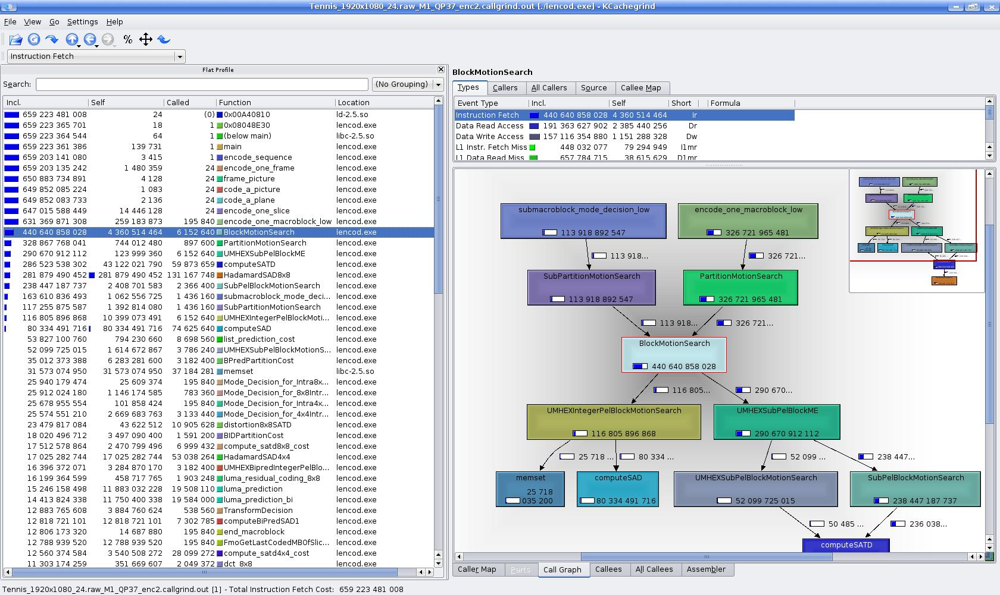 Tennis_1920x1080_24.raw_M1_QP37_enc2.callgrind.out [./lencod.exe] - KCachegrind
File View Go Settings Help
%
Instruction Fetch
Flat Profile
Search: (No Grouping)
Incl. Self Called Function Location
659 223 481 008 24 (0) 0x00A40810 ld-2.5.so
659 223 365 701 18 1 0x08048E30 lencod.exe
659 223 364 544 64 1 (below main) libc-2.5.so
659 223 361 386 139 731 1 main lencod.exe
659 203 141 080 3 415 1 encode_sequence lencod.exe
659 203 135 242 1 480 359 24 encode_one_frame lencod.exe
650 883 734 891 4 128 24 frame_picture lencod.exe
649 852 085 224 1 083 24 code_a_picture lencod.exe
649 852 083 733 2 136 24 code_a_plane lencod.exe
647 015 588 449 14 446 128 24 encode_one_slice lencod.exe
631 369 871 308 259 183 873 195 840 encode_one_macroblock_low lencod.exe
440 640 858 028 4 360 514 464 6 152 640 BlockMotionSearch lencod.exe
328 867 768 041 744 012 480 897 600 PartitionMotionSearch lencod.exe
290 670 912 112 123 999 360 6 152 640 UMHEXSubPelBlockME lencod.exe
286 523 538 302 43 122 021 790 59 873 659 computeSATD lencod.exe
281 879 490 452 281 879 490 452 131 167 748 HadamardSAD8x8 lencod.exe
238 447 187 737 2 408 701 583 2 366 400 SubPelBlockMotionSearch lencod.exe
163 610 836 493 1 062 556 725 1 436 160 submacroblock_mode_deci... lencod.exe
117 255 875 587 1 392 814 080 1 436 160 SubPartitionMotionSearch lencod.exe
116 805 896 868 10 399 073 491 6 152 640 UMHEXIntegerPelBlockMoti... lencod.exe
80 334 491 716 80 334 491 716 74 625 640 computeSAD lencod.exe
53 827 100 760 794 230 660 8 698 560 list_prediction_cost lencod.exe
52 099 725 015 1 614 672 867 3 786 240 UMHEXSubPelBlockMotionS... lencod.exe
35 012 373 388 6 283 281 600 3 182 400 BPredPartitionCost lencod.exe
31 573 074 950 31 573 074 950 37 184 281 memset libc-2.5.so
25 940 179 474 25 609 374 195 840 Mode_Decision_for_Intra8x... lencod.exe
25 912 024 180 1 146 174 585 783 360 Mode_Decision_for_8x8Intr... lencod.exe
25 678 955 554 101 858 424 195 840 Mode_Decision_for_Intra4x... lencod.exe
25 574 551 210 2 669 683 763 3 133 440 Mode_Decision_for_4x4Intr... lencod.exe
23 479 817 084 43 622 512 10 905 628 distortion8x8SATD lencod.exe
18 020 496 712 3 497 090 400 1 591 200 BIDPartitionCost lencod.exe
17 512 578 864 2 470 799 496 6 999 432 compute_satd8x8_cost lencod.exe
17 025 282 744 17 025 282 744 53 038 264 HadamardSAD4x4 lencod.exe
16 396 372 071 3 284 870 170 3 182 400 UMHEXBipredIntegerPelBlo... lencod.exe
16 199 364 599 458 717 765 1 903 248 luma_residual_coding_8x8 lencod.exe
15 246 158 498 11 883 032 228 19 508 110 luma_prediction lencod.exe
14 413 824 338 11 750 400 338 19 584 000 luma_prediction_bi lencod.exe
12 883 765 608 3 884 760 624 538 560 TransformDecision lencod.exe
12 818 721 101 12 818 721 101 7 302 785 computeBiPredSAD1 lencod.exe
12 806 173 320 14 687 880 195 840 end_macroblock lencod.exe
12 788 939 520 12 788 939 520 195 840 FmoGetLastCodedMBOfSlic... lencod.exe
12 560 374 584 3 540 508 272 28 099 272 compute_satd4x4_cost lencod.exe
11 303 174 259 351 669 607 2 049 372 dct_8x8 lencod.exe
BlockMotionSearch
Types Callers All Callers Source Callee Map
Event Type Incl. Self Short Formula
Instruction Fetch 440 640 858 028 4 360 514 464 Ir
Data Read Access 191 363 627 902 2 385 440 256 Dr
Data Write Access 157 116 354 880 1 151 288 328 Dw
L1 Instr. Fetch Miss 448 032 077 79 294 949 I1mr
L1 Data Read Miss 657 784 715 38 615 629 D1mr
submacroblock_mode_decision_low encode_one_macroblock_low
113 918 892 547 326 721 965 481
113 918... 326 721...
SubPartitionMotionSearch PartitionMotionSearch
113 918 892 547 326 721 965 481
113 918... 326 721...
BlockMotionSearch
440 640 858 028
116 805... 290 670...
UMHEXIntegerPelBlockMotionSearch UMHEXSubPelBlockME
116 805 896 868 290 670 912 112
25 718 ... 80 334 ... 52 099 ... 238 447...
memset computeSAD UMHEXSubPelBlockMotionSearch SubPelBlockMotionSearch
25 718
035 200 80 334 491 716 52 099 725 015 238 447 187 737
50 485 ... 236 038...
computeSATD
Caller Map Parts Call Graph Callees All Callees Assembler
Tennis_1920x1080_24.raw_M1_QP37_enc2.callgrind.out [1] - Total Instruction Fetch Cost: 659 223 481 008